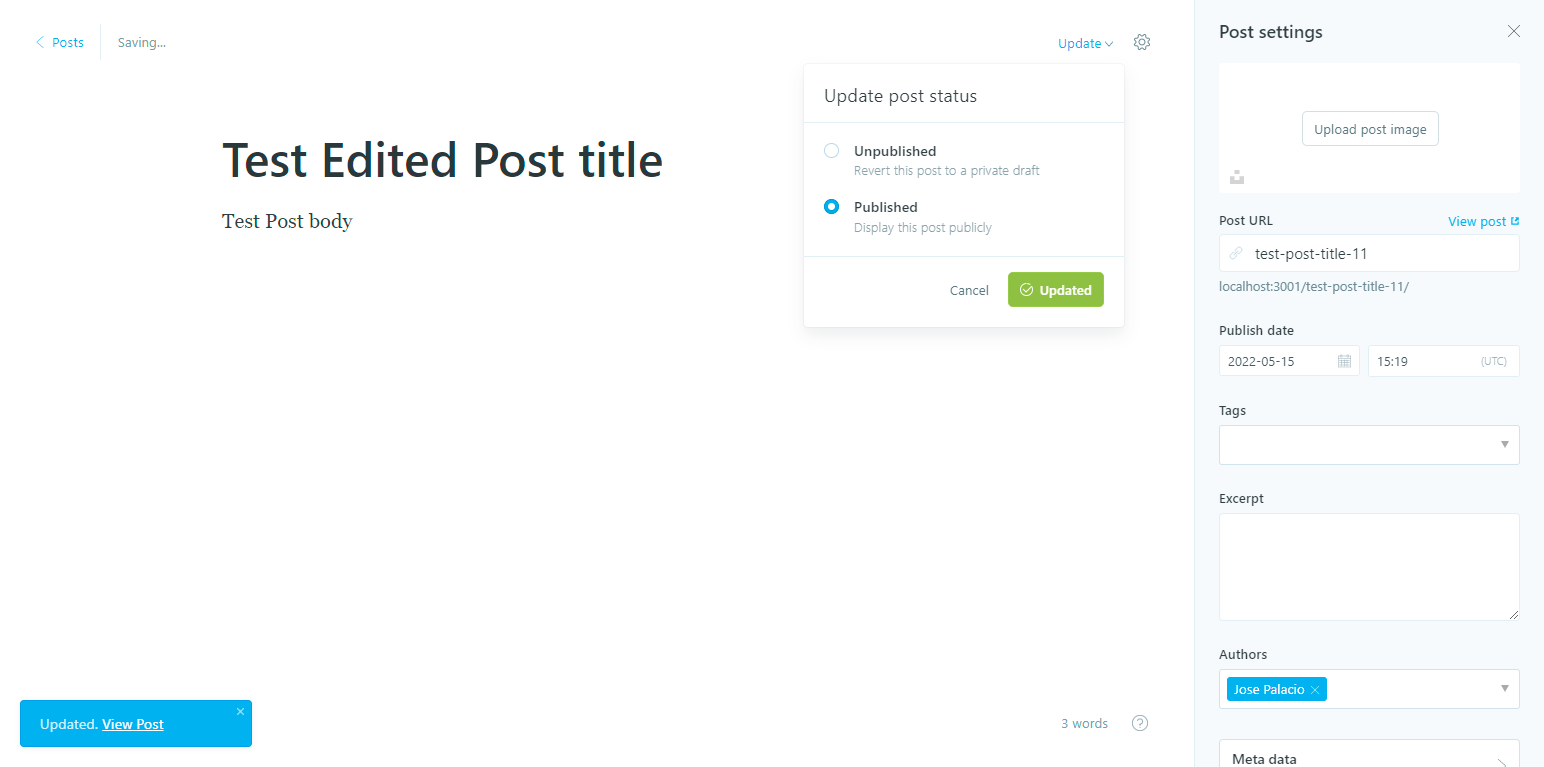 Posts
Saving...
Update
Update post status
Unpublished
Revert this post to a private draft
Published
Display this post publicly
Cancel
Updated
Test Edited Post title
Test Post body
Updated. View Post
3 words
?
Post settings
Upload post image
Post URL
View post
test-post-title-11
localhost:3001/test-post-title-11/
Publish date
2022-05-15
15:19 (UTC)
Tags
Excerpt
Authors
Jose Palacio
Meta data